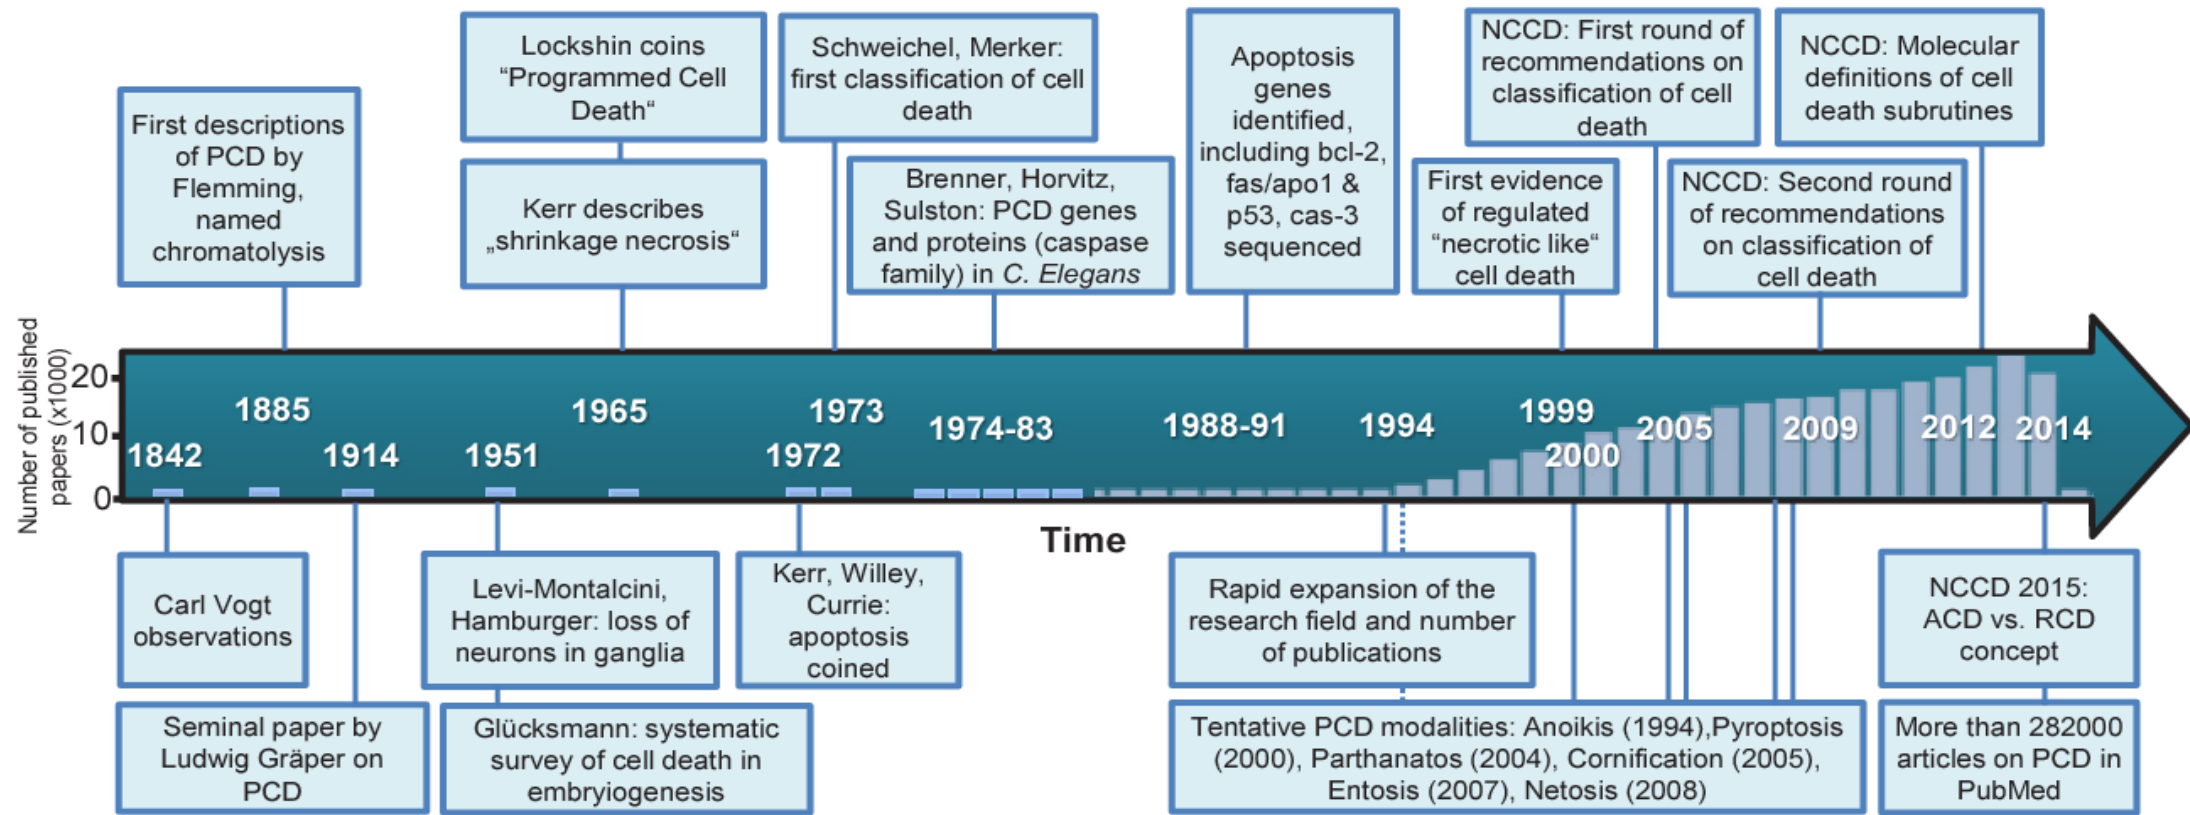 First descriptions
of PCD by
Flemming,
named
chromatolysis
Lockshin coins
“Programmed Cell
Death“
Kerr describes
„shrinkage necrosis“
Schweichel, Merker:
first classification of cell
death
Brenner, Horvitz,
Sulston: PCD genes
and proteins (caspase
family) in C. Elegans
Apoptosis
genes
identified,
including bcl-2,
fas/apo1 &
p53, cas-3
sequenced
First evidence
of regulated
“necrotic like“
cell death
NCCD: First round of
recommendations on
classification of cell
death
NCCD: Second round
of recommendations
on classification of
cell death
NCCD: Molecular
definitions of cell
death subrutines
Number of published
papers (x1000)
20
10
0
1842
1885
1914
1951
1965
1972
1973
1974-83
1988-91
1994
1999
2000
2005
2009
2012
2014
Time
Carl Vogt
observations
Seminal paper by
Ludwig Gräper on
PCD
Levi-Montalcini,
Hamburger: loss of
neurons in ganglia
Glücksmann: systematic
survey of cell death in
embryiogenesis
Kerr, Willey,
Currie:
apoptosis
coined
Rapid expansion of the
research field and number
of publications
Tentative PCD modalities: Anoikis (1994),Pyroptosis
(2000), Parthanatos (2004), Cornification (2005),
Entosis (2007), Netosis (2008)
NCCD 2015:
ACD vs. RCD
concept
More than 282000
articles on PCD in
PubMed